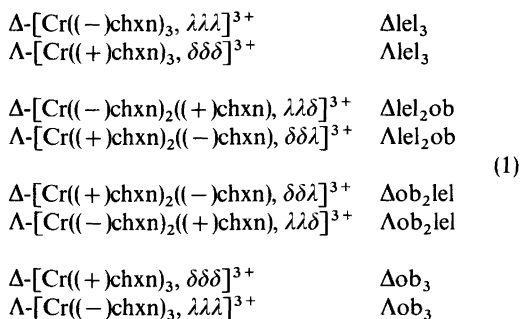 Δ-[Cr((−)chxn)₃, λλλ]³⁺ Δlel₃
Λ-[Cr((+)chxn)₃, δδδ]³⁺ Λlel₃
Δ-[Cr((−)chxn)₂((+)chxn), λλδ]³⁺ Δlel₂ob
Λ-[Cr((+)chxn)₂((−)chxn), δδλ]³⁺ Λlel₂ob
(1)
Δ-[Cr((+)chxn)₂((−)chxn), δδλ]³⁺ Δob₂lel
Λ-[Cr((−)chxn)₂((+)chxn), λλδ]³⁺ Λob₂lel
Δ-[Cr((+)chxn)₃, δδδ]³⁺ Δob₃
Λ-[Cr((−)chxn)₃, λλλ]³⁺ Λob₃